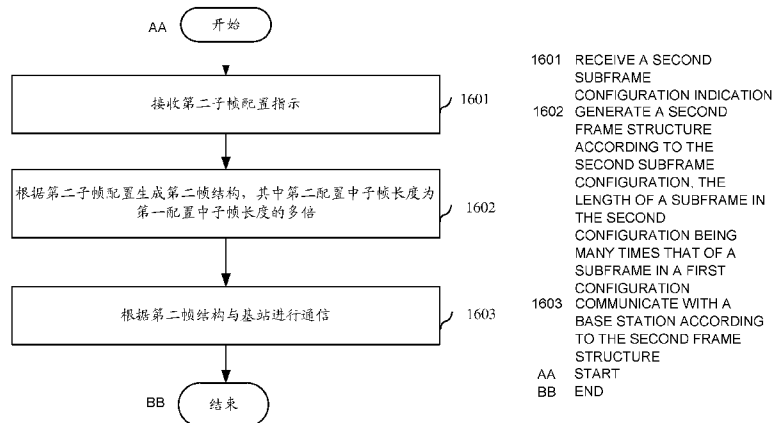 AA 开始
接收第二子帧配置指示
1601
根据第二子帧配置生成第二帧结构，其中第二配置中子帧长度为
第一配置中子帧长度的多倍
1602
根据第二帧结构与基站进行通信
1603
BB 结束
1601 RECEIVE A SECOND
SUBFRAME
CONFIGURATION INDICATION
1602 GENERATE A SECOND
FRAME STRUCTURE
ACCORDING TO THE
SECOND SUBFRAME
CONFIGURATION, THE
LENGTH OF A SUBFRAME IN
THE SECOND
CONFIGURATION BEING
MANY TIMES THAT OF A
SUBFRAME IN A FIRST
CONFIGURATION
1603 COMMUNICATE WITH A
BASE STATION ACCORDING
TO THE SECOND FRAME
STRUCTURE
AA START
BB END